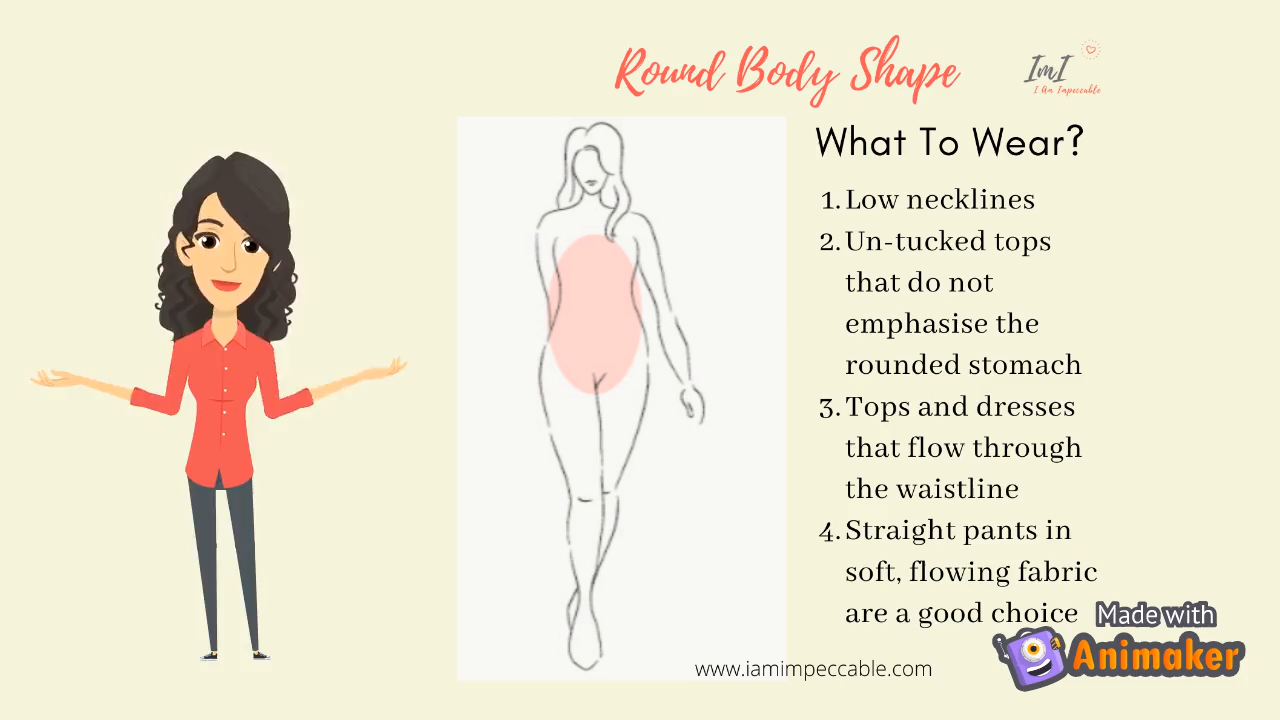 Round Body Shape
ImI
I Am Impeccable
What To Wear?
1. Low necklines
2. Un-tucked tops
that do not
emphasise the
rounded stomach
3. Tops and dresses
that flow through
the waistline
4. Straight pants in
soft, flowing fabric
are a good choice
Made with
Animaker
www.iamimpeccable.com